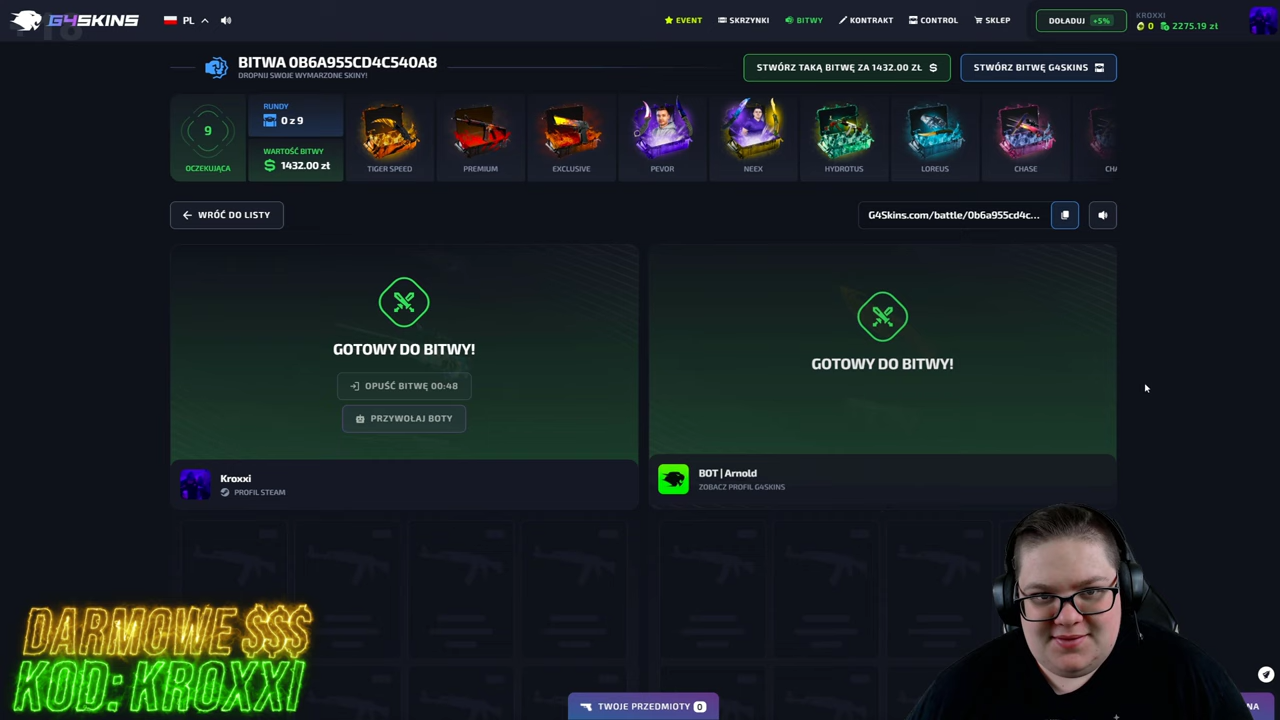 +18
G4SKINS
PL
EVENT
SKRZYNKI
BITWY
KONTRAKT
CONTROL
SKLEP
DOŁADUJ +5%
KROXXI
0 2275.19 zł
BITWA 0B6A955CD4C540A8
DROPNIJ SWOJE WYMARZONE SKINY!
STWÓRZ TAKĄ BITWĘ ZA 1432.00 ZŁ
STWÓRZ BITWĘ G4SKINS
9
OCZEKUJĄCA
RUNDY
0 z 9
WARTOŚĆ BITWY
1432.00 zł
TIGER SPEED
PREMIUM
EXCLUSIVE
PEVOR
NEEX
HYDROTUS
LOREUS
CHASE
WRÓĆ DO LISTY
G4Skins.com/battle/0b6a955cd4c...
GOTOWY DO BITWY!
OPUŚĆ BITWĘ 00:48
PRZYWOŁAJ BOTY
Kroxxi
PROFIL STEAM
GOTOWY DO BITWY!
BOT | Arnold
ZOBACZ PROFIL G4SKINS
DARMOWE $$$
KOD: KROXXI
TWOJE PRZEDMIOTY 0